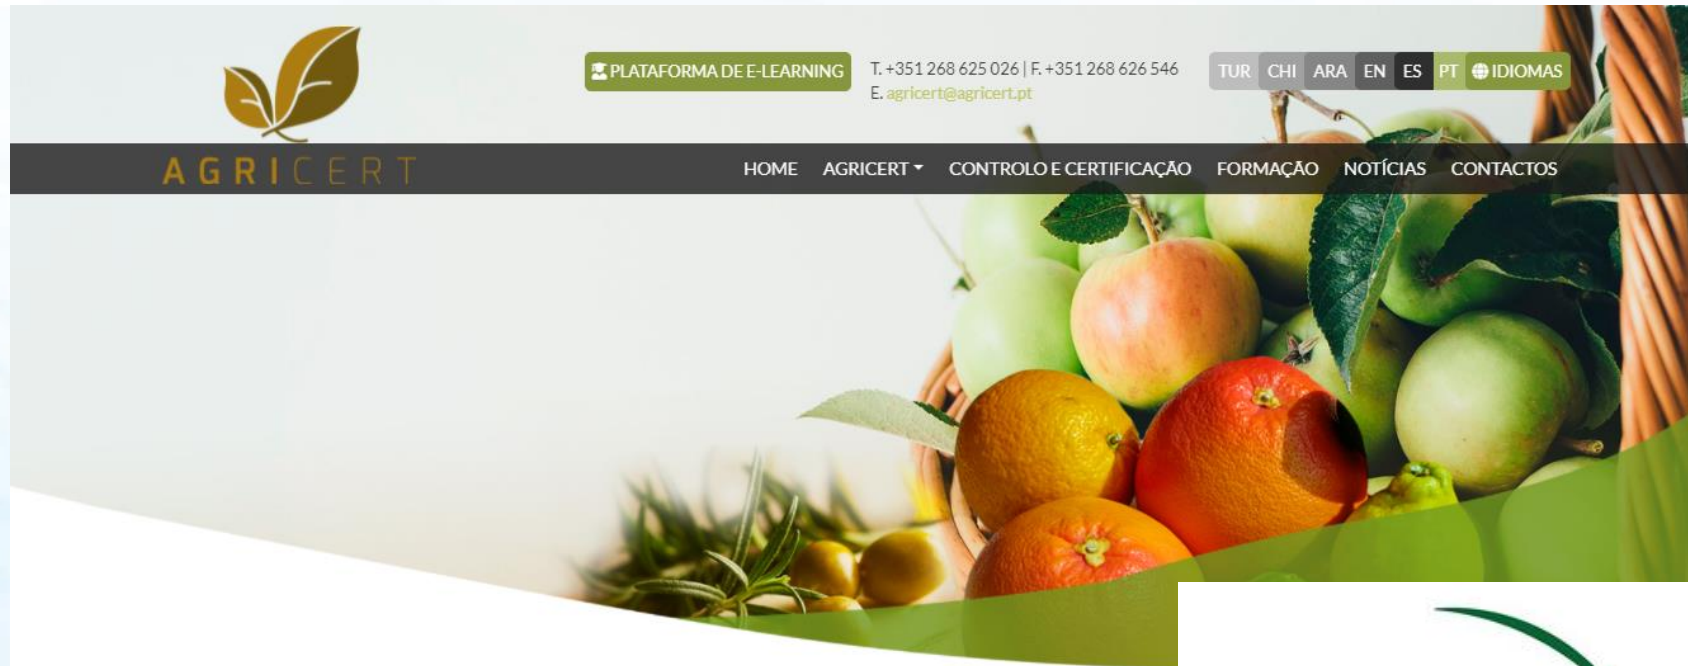 PLATAFORMA DE E-LEARNING
T. +351 268 625 026 | F. +351 268 626 546
E. agricert@agricert.pt
TUR CHI ARA EN ES PT IDIOMAS
AGRICERT
HOME AGRICERT CONTROLO E CERTIFICAÇÃO FORMAÇÃO NOTÍCIAS CONTACTOS